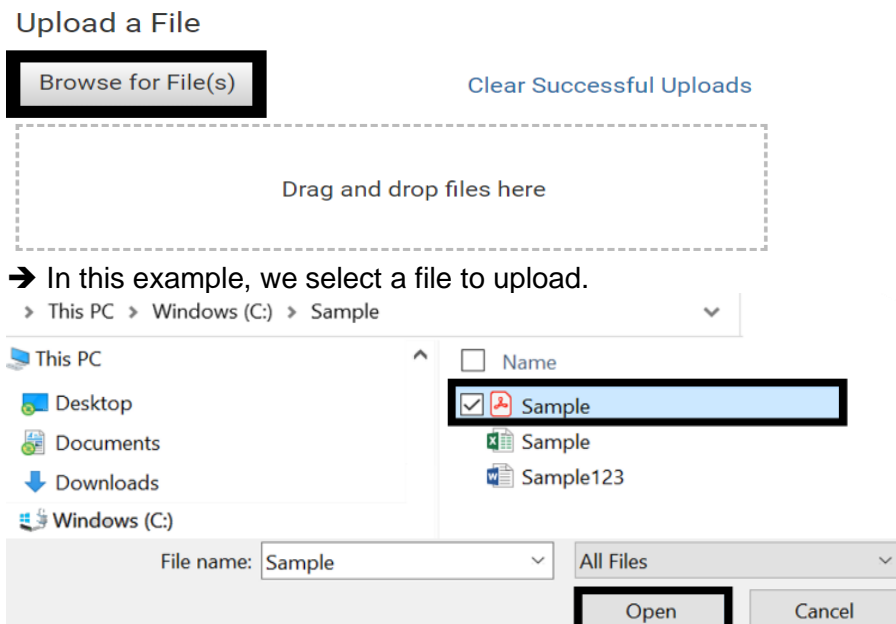 Upload a File
Browse for File(s) Clear Successful Uploads
Drag and drop files here
➔ In this example, we select a file to upload.
> This PC > Windows (C:) > Sample
This PC
Name
Desktop
Sample
Documents
Sample
Downloads
Sample123
Windows (C:)
File name: Sample All Files
Open Cancel